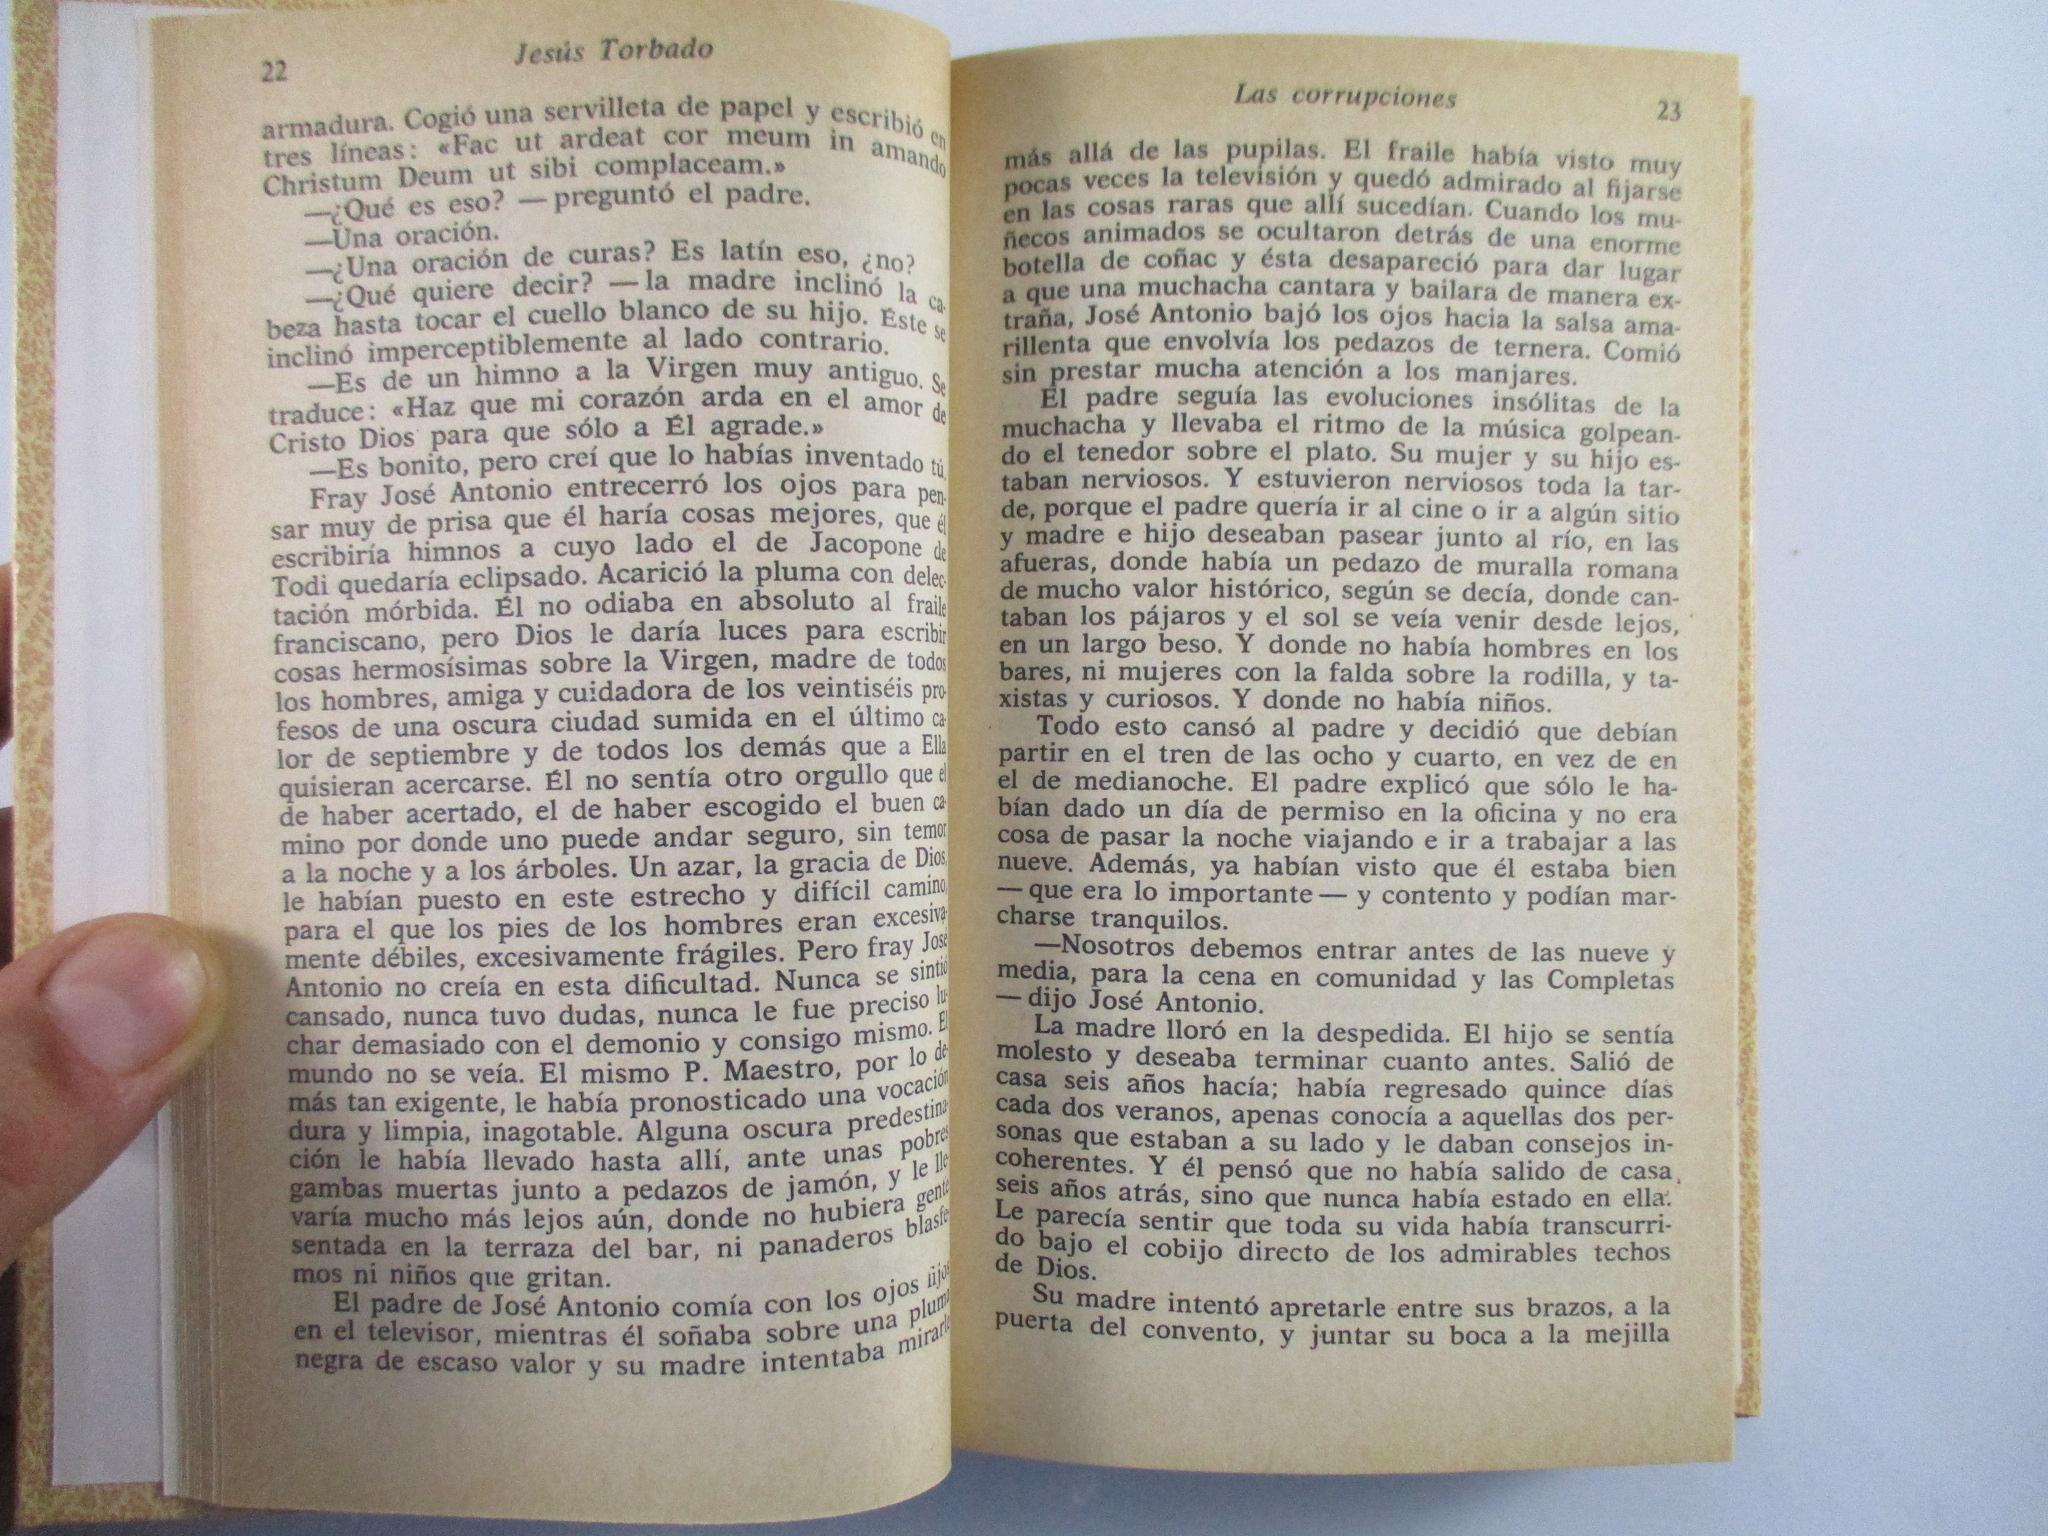 22
Jesús Torbado
armadura. Cogió una servilleta de papel y escribió en
tres líneas: «Fac ut ardeat cor meum in amando
Christum Deum ut sibi complaceam.»
—¿Qué es eso? — preguntó el padre.
—Una oración.
—¿Una oración de curas? Es latín eso, ¿no?
—¿Qué quiere decir? — la madre inclinó la ca-
beza hasta tocar el cuello blanco de su hijo. Éste se
inclinó imperceptiblemente al lado contrario.
—Es de un himno a la Virgen muy antiguo. Se
traduce: «Haz que mi corazón arda en el amor de
Cristo Dios para que sólo a Él agrade.»
—Es bonito, pero creí que lo habías inventado tú.
Fray José Antonio entrecerró los ojos para pen-
sar muy de prisa que él haría cosas mejores, que él
escribiría himnos a cuyo lado el de Jacopone de
Todi quedaría eclipsado. Acarició la pluma con delec-
tación mórbida. Él no odiaba en absoluto al fraile
franciscano, pero Dios le daría luces para escribir
cosas hermosísimas sobre la Virgen, madre de todos
los hombres, amiga y cuidadora de los veintiséis pro-
fesos de una oscura ciudad sumida en el último ca-
lor de septiembre y de todos los demás que a Ella
quisieran acercarse. Él no sentía otro orgullo que el
de haber acertado, el de haber escogido el buen ca-
mino por donde uno puede andar seguro, sin temor
a la noche y a los árboles. Un azar, la gracia de Dios,
le habían puesto en este estrecho y difícil camino,
para el que los pies de los hombres eran excesiva-
mente débiles, excesivamente frágiles. Pero fray José
Antonio no creía en esta dificultad. Nunca se sintió
cansado, nunca tuvo dudas, nunca le fue preciso lu-
char demasiado con el demonio y consigo mismo. El
mundo no se veía. El mismo P. Maestro, por lo de-
más tan exigente, le había pronosticado una vocación
dura y limpia, inagotable. Alguna oscura predestina-
ción le había llevado hasta allí, ante unas pobres
gambas muertas junto a pedazos de jamón, y le lle-
varía mucho más lejos aún, donde no hubiera gente
sentada en la terraza del bar, ni panaderos blasfe-
mos ni niños que gritan.
El padre de José Antonio comía con los ojos fijos
en el televisor, mientras él soñaba sobre una pluma
negra de escaso valor y su madre intentaba mirarle
Las corrupciones
23
más allá de las pupilas. El fraile había visto muy
pocas veces la televisión y quedó admirado al fijarse
en las cosas raras que allí sucedían. Cuando los mu-
ñecos animados se ocultaron detrás de una enorme
botella de coñac y ésta desapareció para dar lugar
a que una muchacha cantara y bailara de manera ex-
traña, José Antonio bajó los ojos hacia la salsa ama-
rillenta que envolvía los pedazos de ternera. Comió
sin prestar mucha atención a los manjares.
El padre seguía las evoluciones insólitas de la
muchacha y llevaba el ritmo de la música golpean-
do el tenedor sobre el plato. Su mujer y su hijo es-
taban nerviosos. Y estuvieron nerviosos toda la tar-
de, porque el padre quería ir al cine o ir a algún sitio
y madre e hijo deseaban pasear junto al río, en las
afueras, donde había un pedazo de muralla romana
de mucho valor histórico, según se decía, donde can-
taban los pájaros y el sol se veía venir desde lejos,
en un largo beso. Y donde no había hombres en los
bares, ni mujeres con la falda sobre la rodilla, y ta-
xistas y curiosos. Y donde no había niños.
Todo esto cansó al padre y decidió que debían
partir en el tren de las ocho y cuarto, en vez de en
el de medianoche. El padre explicó que sólo le ha-
bían dado un día de permiso en la oficina y no era
cosa de pasar la noche viajando e ir a trabajar a las
nueve. Además, ya habían visto que él estaba bien
— que era lo importante — y contento y podían mar-
charse tranquilos.
—Nosotros debemos entrar antes de las nueve y
media, para la cena en comunidad y las Completas
— dijo José Antonio.
La madre lloró en la despedida. El hijo se sentía
molesto y deseaba terminar cuanto antes. Salió de
casa seis años hacía; había regresado quince días
cada dos veranos, apenas conocía a aquellas dos per-
sonas que estaban a su lado y le daban consejos in-
coherentes. Y él pensó que no había salido de casa
seis años atrás, sino que nunca había estado en ella.
Le parecía sentir que toda su vida había transcurri-
do bajo el cobijo directo de los admirables techos
de Dios.
Su madre intentó apretarle entre sus brazos, a la
puerta del convento, y juntar su boca a la mejilla